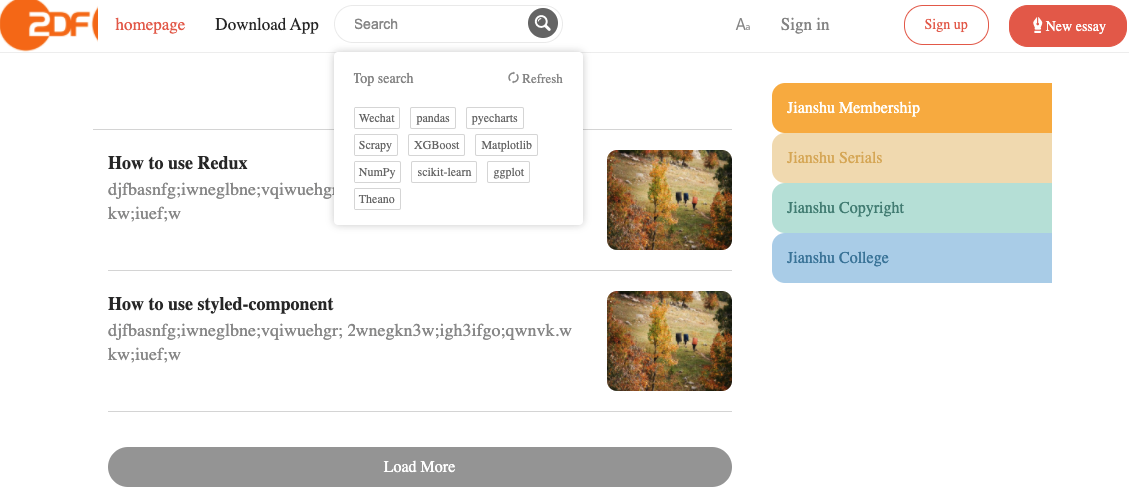 ZDF homepage Download App Search Aa Sign in Sign up New essay
Top search Refresh
Wechat pandas pyecharts
Scrapy XGBoost Matplotlib
NumPy scikit-learn ggplot
Theano
How to use Redux
djfbasnfg;iwneglbne;vqiwuehgr
kw;iuef;w
How to use styled-component
djfbasnfg;iwneglbne;vqiwuehgr; 2wnegkn3w;igh3ifgo;qwnvk.w
kw;iuef;w
Load More
Jianshu Membership
Jianshu Serials
Jianshu Copyright
Jianshu College